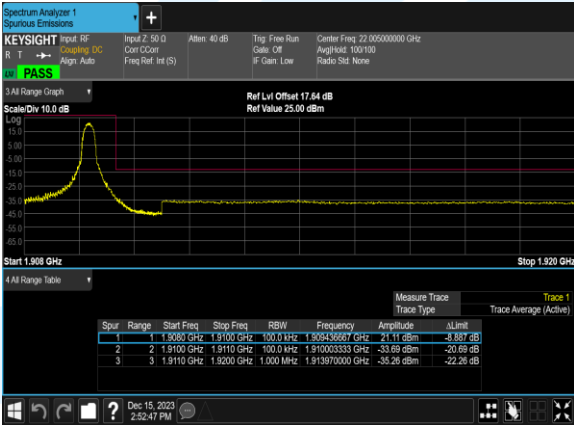 Spectrum Analyzer 1
Spurious Emissions
+
KEYSIGHT Input: RF Input Z: 50 Ω Atten: 40 dB Trig: Free Run Center Freq: 22.005000000 GHz
R T Coupling: DC Corr CCorr Gate: Off Avg|Hold: 100/100
Align: Auto Freq Ref: Int (S) IF Gain: Low Radio Std: None
LW PASS
3 All Range Graph
Ref Lvl Offset 17.64 dB
Scale/Div 10.0 dB Ref Value 25.00 dBm
Log
15.0
5.00
-5.00
-15.0
-25.0
-35.0
-45.0
-55.0
-65.0
Start 1.908 GHz Stop 1.920 GHz
4 All Range Table
Measure Trace Trace 1
Trace Type Trace Average (Active)
Spur Range Start Freq Stop Freq RBW Frequency Amplitude ΔLimit
1 1 1.9080 GHz 1.9100 GHz 100.0 kHz 1.909436667 GHz 21.11 dBm -8.887 dB
2 2 1.9100 GHz 1.9110 GHz 100.0 kHz 1.910003333 GHz -33.69 dBm -20.69 dB
3 3 1.9110 GHz 1.9200 GHz 1.000 MHz 1.913970000 GHz -35.26 dBm -22.26 dB
? Dec 15, 2023
2:52:47 PM